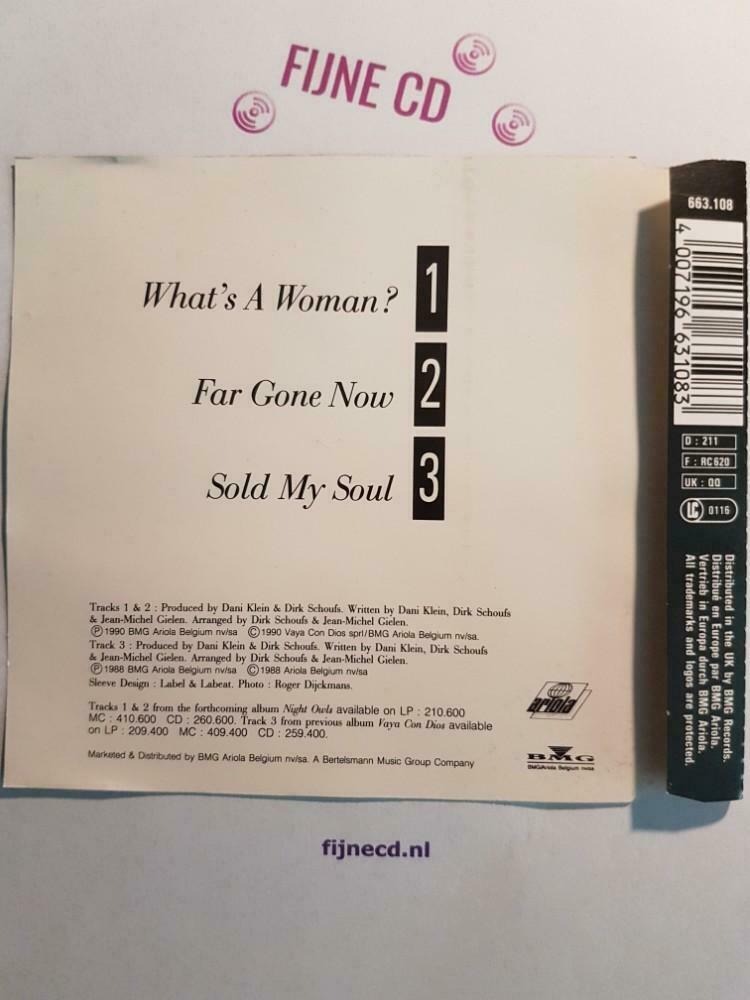 FIJNE CD
What's A Woman? 1
Far Gone Now 2
Sold My Soul 3
Tracks 1 & 2 : Produced by Dani Klein & Dirk Schoufs. Written by Dani Klein, Dirk Schoufs
& Jean-Michel Gielen. Arranged by Dirk Schoufs & Jean-Michel Gielen.
Ⓟ1990 BMG Ariola Belgium nv/sa ©1990 Vaya Con Dios sprl/BMG Ariola Belgium nv/sa.
Track 3 : Produced by Dani Klein & Dirk Schoufs. Written by Dani Klein, Dirk Schoufs
& Jean-Michel Gielen. Arranged by Dirk Schoufs & Jean-Michel Gielen.
Ⓟ1988 BMG Ariola Belgium nv/sa ©1988 Ariola Belgium nv/sa.
Sleeve Design : Label & Labeat. Photo : Roger Dijckmans.
Tracks 1 & 2 from the forthcoming album Night Owls available on LP : 210.600
MC : 410.600 CD : 260.600. Track 3 from previous album Vaya Con Dios available
on LP : 209.400 MC : 409.400 CD : 259.400.
Marketed & Distributed by BMG Ariola Belgium nv/sa. A Bertelsmann Music Group Company
ariola
BMG
BMG/Ariola Belgium nv/sa
663.108
4 007196 631083
D : 211
F : RC 620
UK : QQ
LC 0116
Distributed in the UK by BMG Records.
Distribué en Europe par BMG Ariola.
Vertrieb in Europa durch BMG Ariola.
All trademarks and logos are protected.
fijnecd.nl